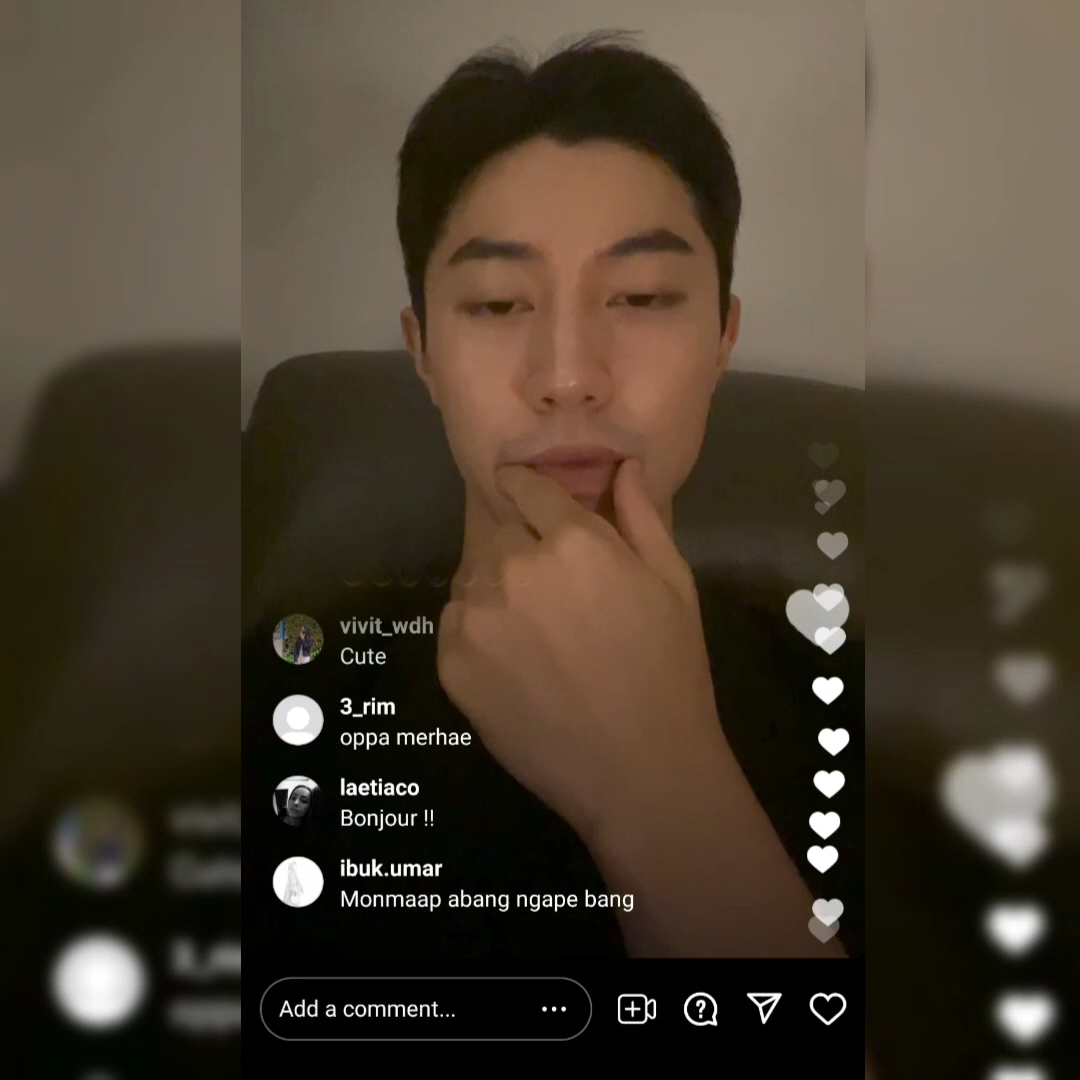 vivit_wdh
Cute
3_rim
oppa merhae
laetiaco
Bonjour !!
ibuk.umar
Monmaap abang ngape bang
Add a comment...